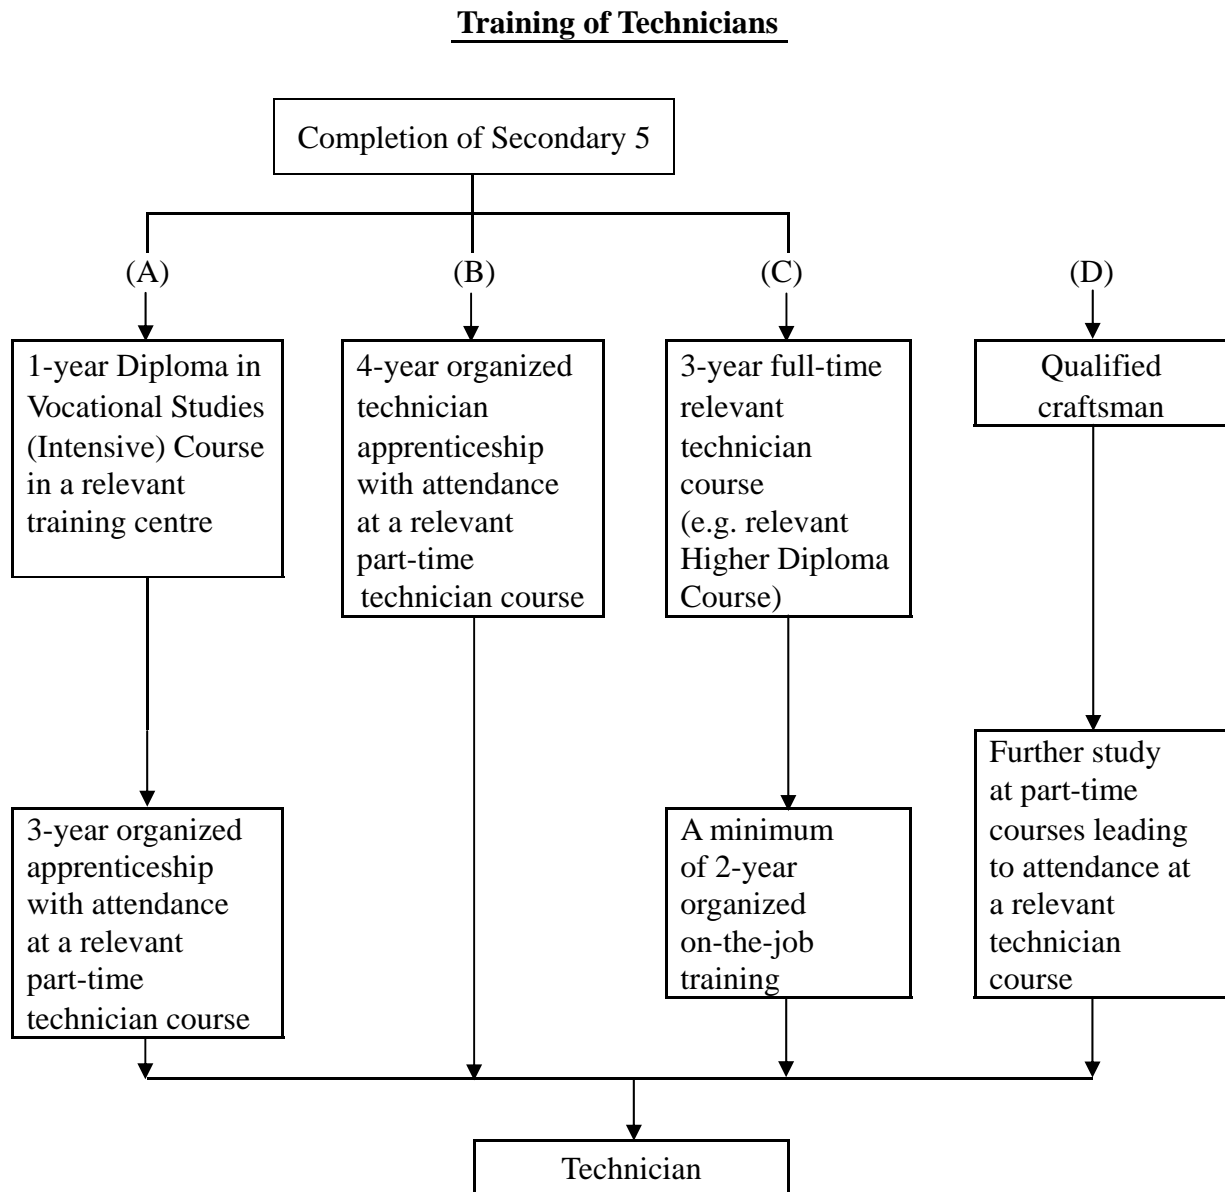 Training of Technicians
Completion of Secondary 5
(A)
(B)
(C)
(D)
1-year Diploma in
Vocational Studies
(Intensive) Course
in a relevant
training centre
4-year organized
technician
apprenticeship
with attendance
at a relevant
part-time
technician course
3-year full-time
relevant
technician
course
(e.g. relevant
Higher Diploma
Course)
Qualified
craftsman
3-year organized
apprenticeship
with attendance
at a relevant
part-time
technician course
A minimum
of 2-year
organized
on-the-job
training
Further study
at part-time
courses leading
to attendance at
a relevant
technician
course
Technician